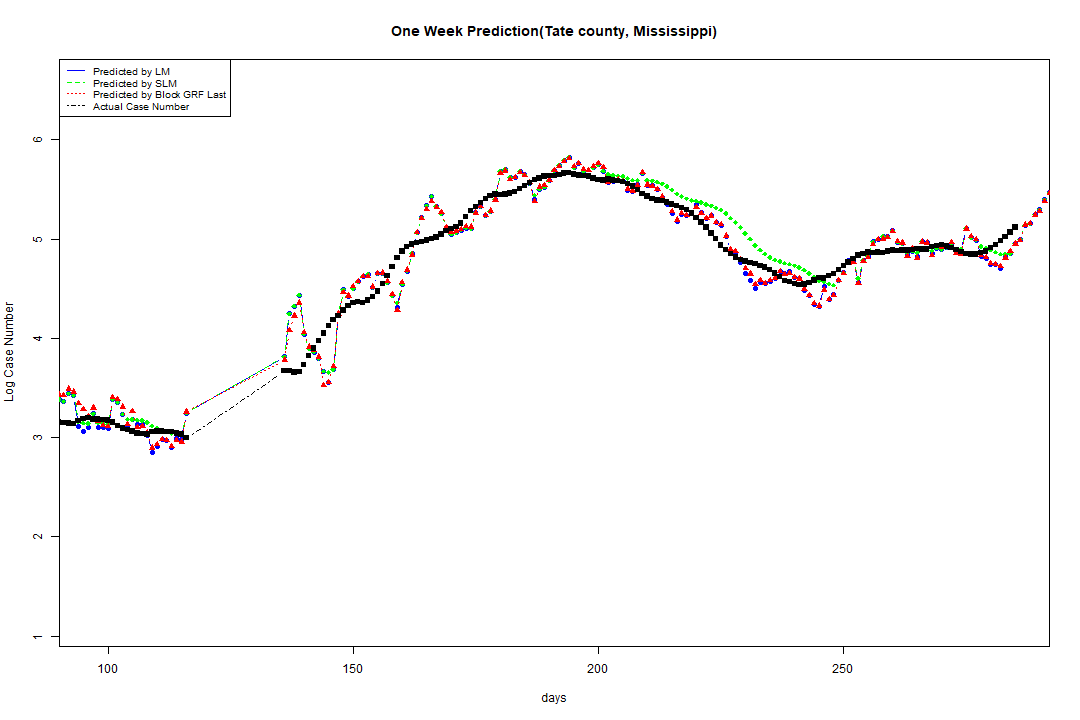 One Week Prediction(Tate county, Mississippi)
Predicted by LM
Predicted by SLM
Predicted by Block GRF Last
Actual Case Number
6
5
4
3
2
1
Log Case Number
100 150 200 250
days